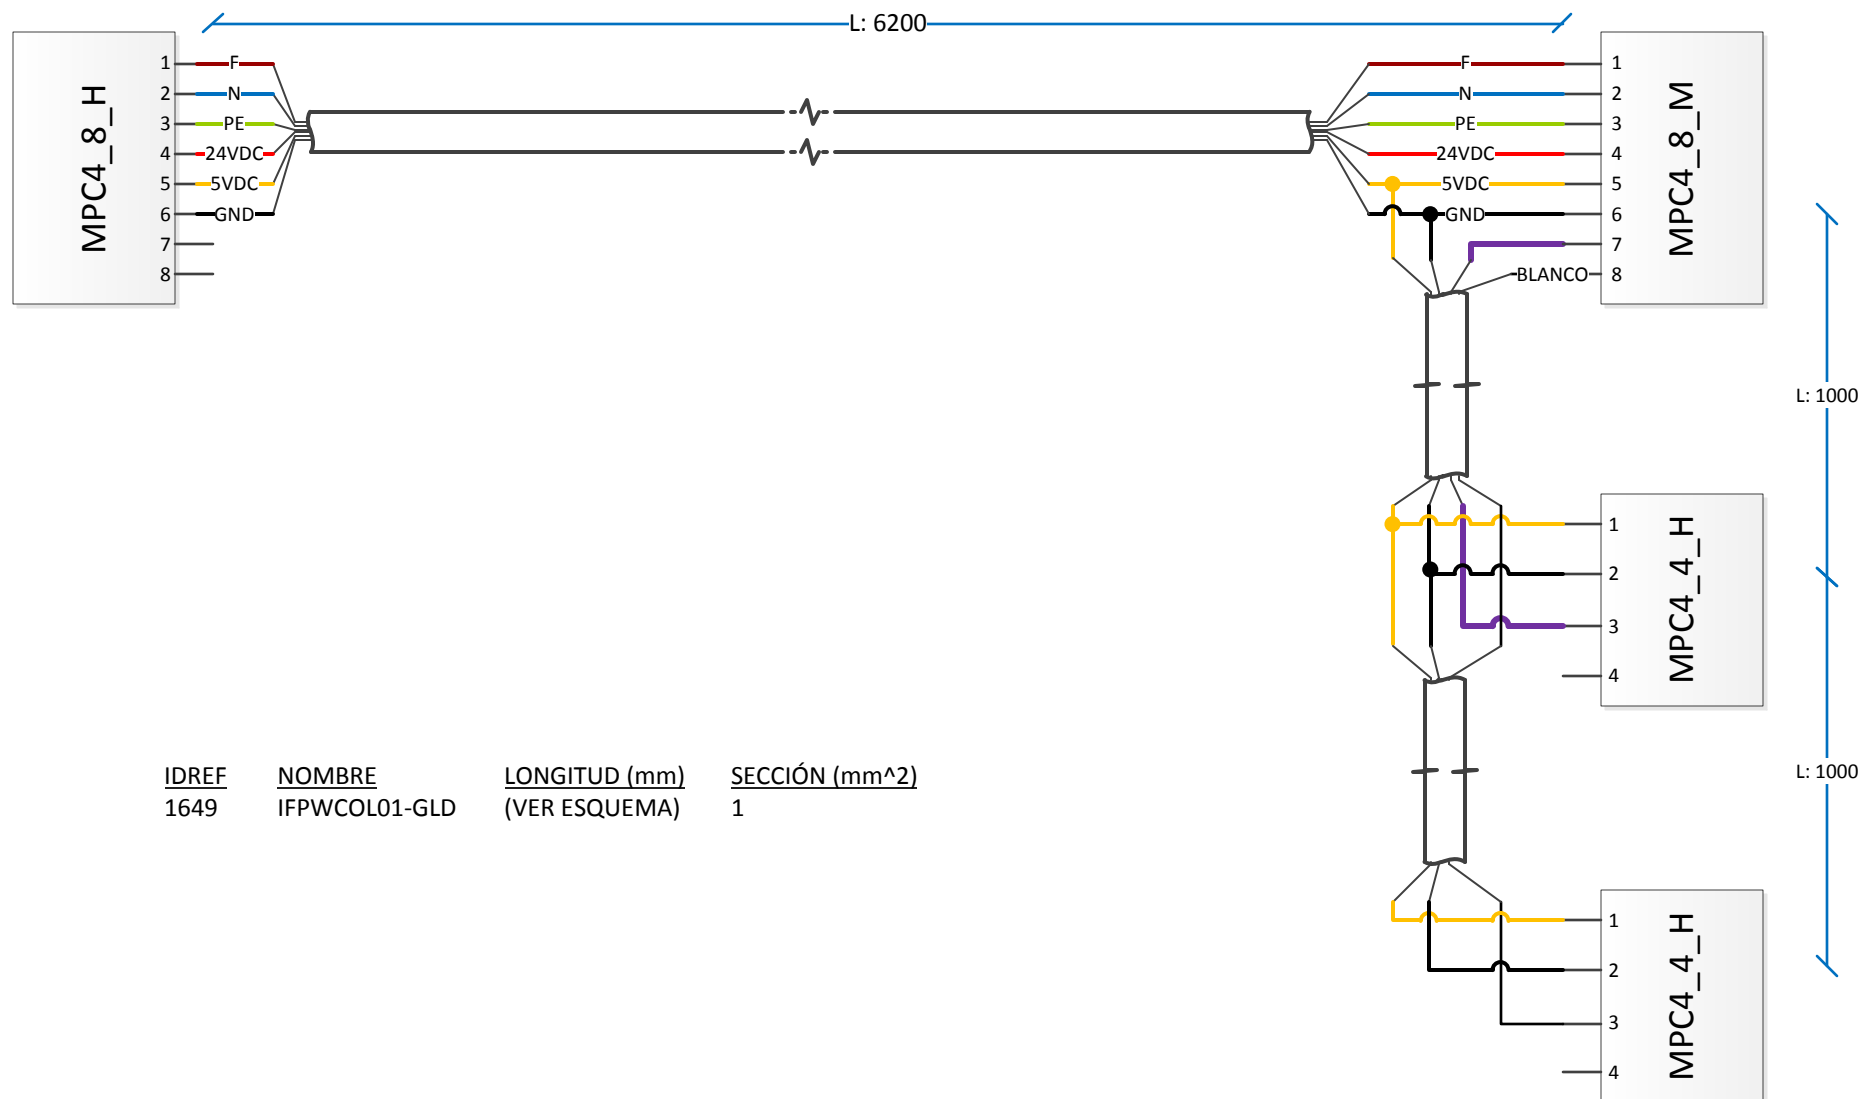 L: 6200
MPC4_8_H
1 F
2 N
3 PE
4 24VDC
5 5VDC
6 GND
7
8
F 1
N 2
PE 3
24VDC 4
5VDC 5
GND 6
7
BLANCO 8
MPC4_8_M
L: 1000
1
2
3
4
MPC4_4_H
L: 1000
IDREF NOMBRE LONGITUD (mm) SECCIÓN (mm^2)
1649 IFPWCOL01-GLD (VER ESQUEMA) 1
1
2
3
4
MPC4_4_H